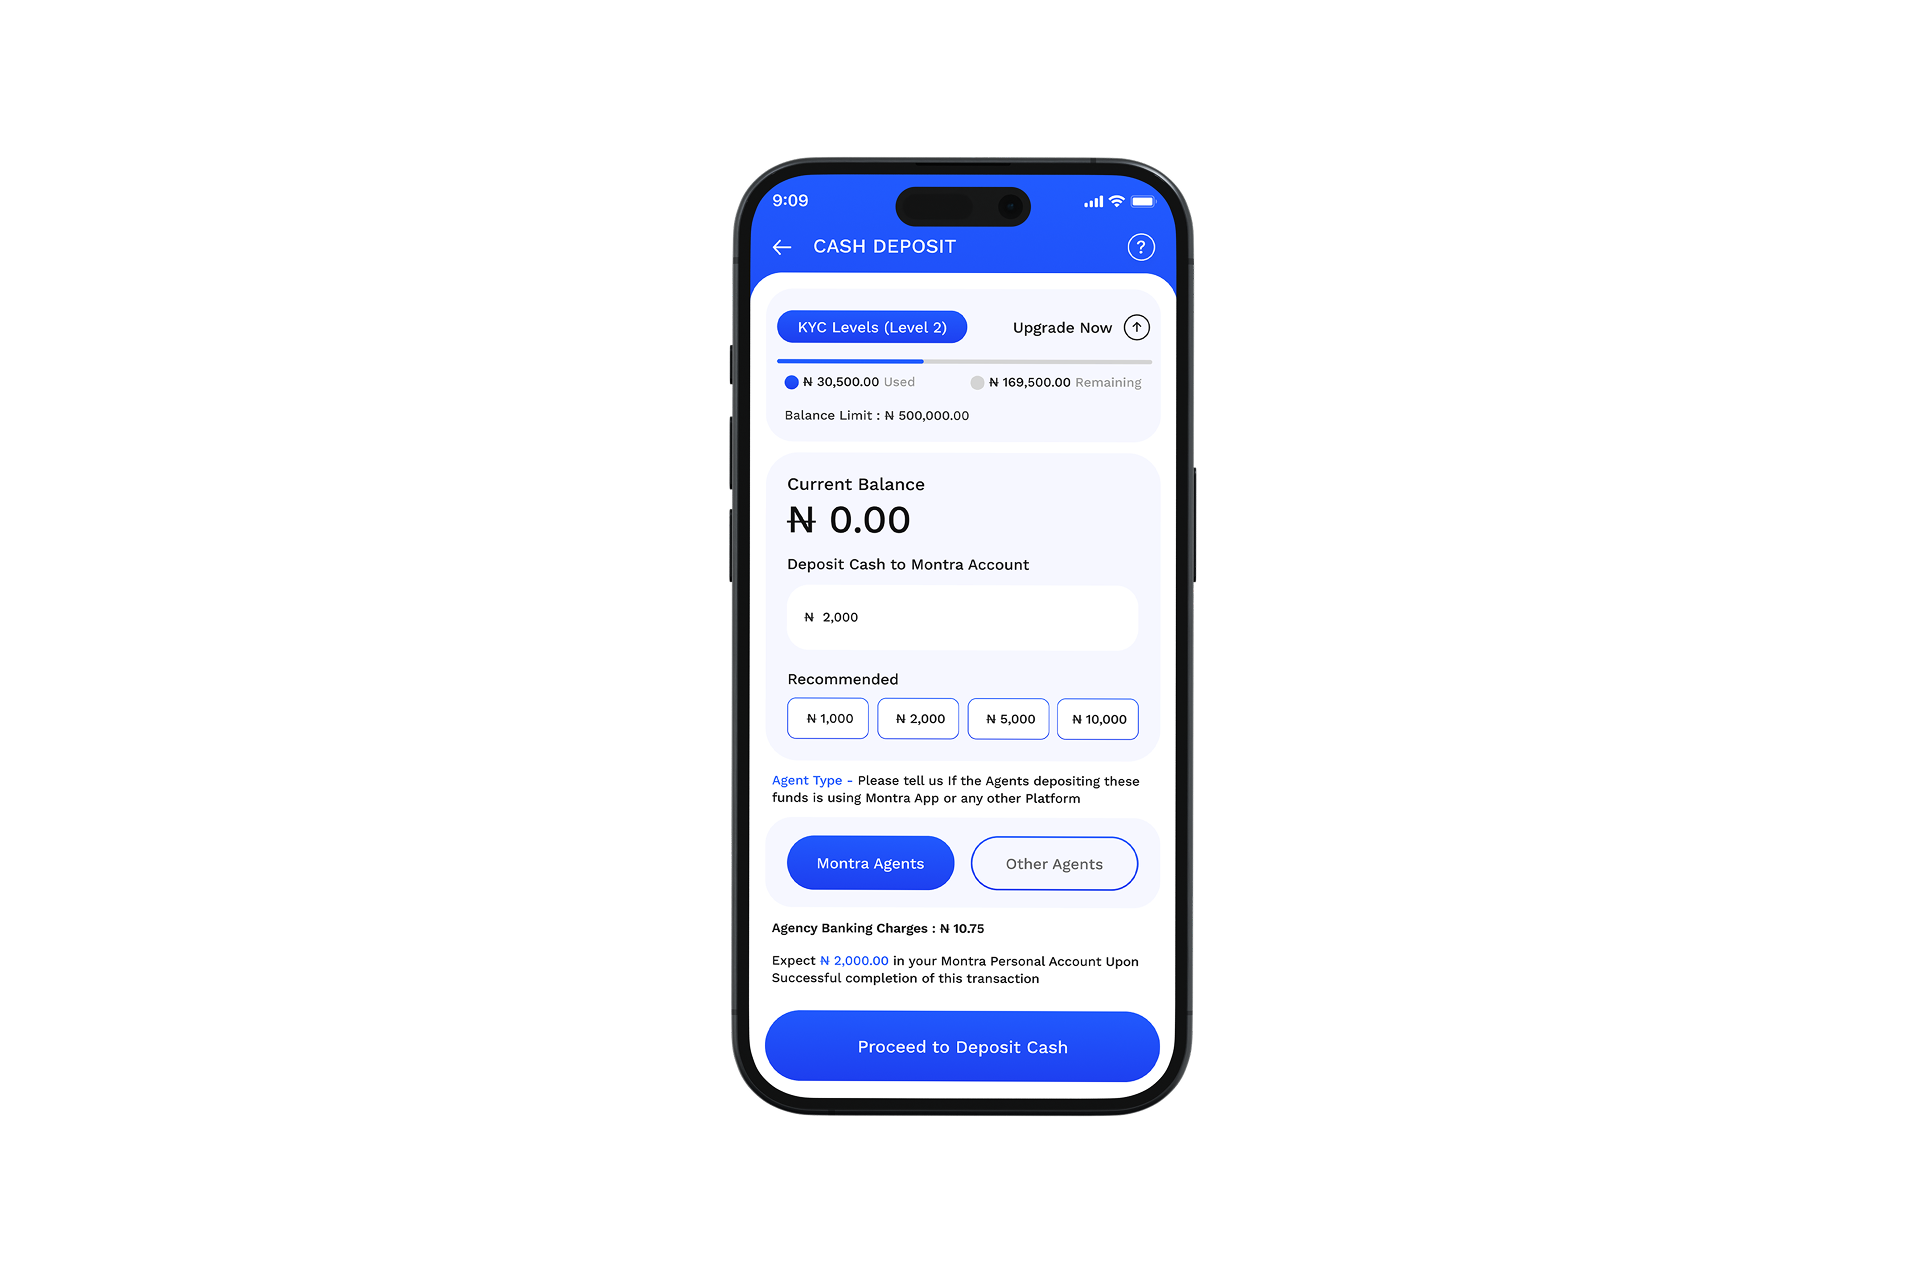 9:09
CASH DEPOSIT
?
KYC Levels (Level 2)
Upgrade Now
₦ 30,500.00 Used
₦ 169,500.00 Remaining
Balance Limit : ₦ 500,000.00
Current Balance
₦ 0.00
Deposit Cash to Montra Account
₦ 2,000
Recommended
₦ 1,000
₦ 2,000
₦ 5,000
₦ 10,000
Agent Type - Please tell us If the Agents depositing these
funds is using Montra App or any other Platform
Montra Agents
Other Agents
Agency Banking Charges : ₦ 10.75
Expect ₦ 2,000.00 in your Montra Personal Account Upon
Successful completion of this transaction
Proceed to Deposit Cash